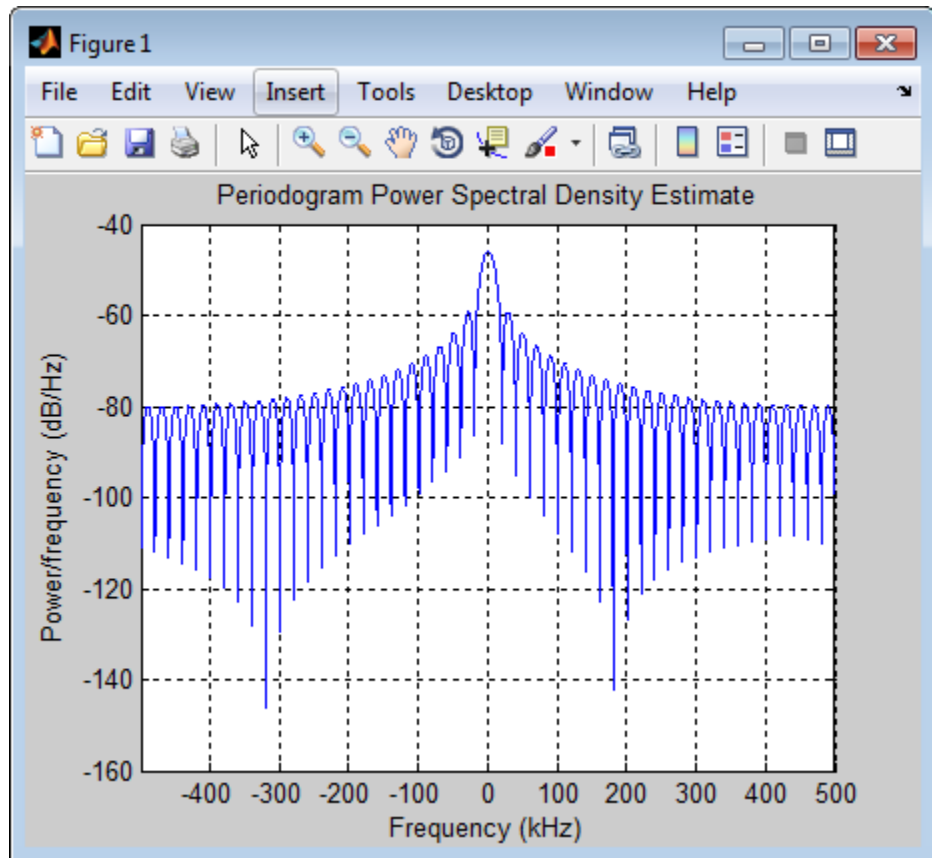 Figure 1
File Edit View Insert Tools Desktop Window Help
Periodogram Power Spectral Density Estimate
-40
-60
-80
-100
-120
-140
-160
Power/frequency (dB/Hz)
-400 -300 -200 -100 0 100 200 300 400 500
Frequency (kHz)